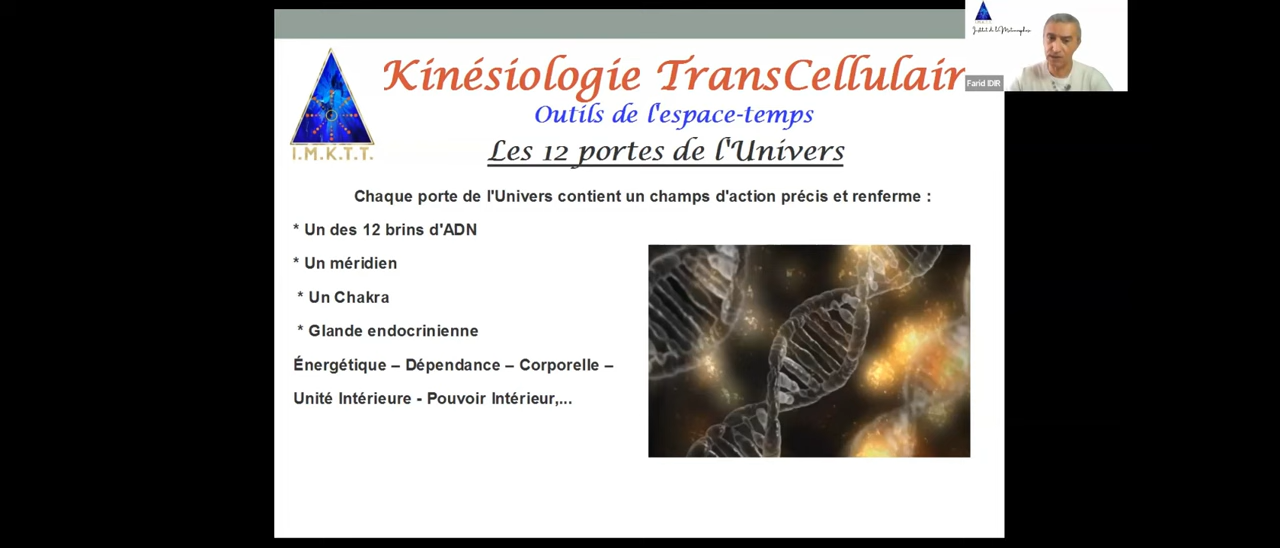 Kinésiologie TransCellulair
Outils de l'espace-temps
Les 12 portes de l'Univers
I.M.K.T.T.
Chaque porte de l'Univers contient un champs d'action précis et renferme :
* Un des 12 brins d'ADN
* Un méridien
* Un Chakra
* Glande endocrinienne
Énergétique – Dépendance – Corporelle –
Unité Intérieure - Pouvoir Intérieur,...
Farid IDIR